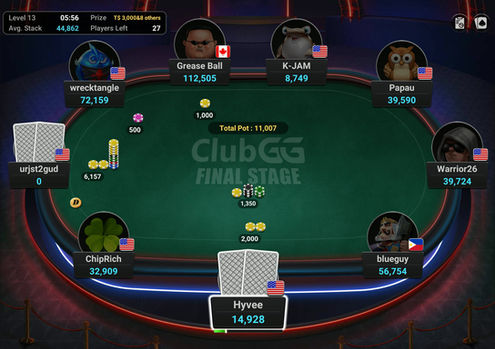 Level 13 05:56 Prize T$ 3,000&8 others
Avg. Stack 44,862 Players Left 27
Grease Ball
112,505
K-JAM
8,749
wrecktangle
72,159
Papau
39,590
1,000
500
Total Pot : 11,007
ClubGG
FINAL STAGE
urjst2gud
0
6,157
Warrior26
39,724
D
1,350
2,000
ChipRich
32,909
blueguy
56,754
Hyvee
14,928